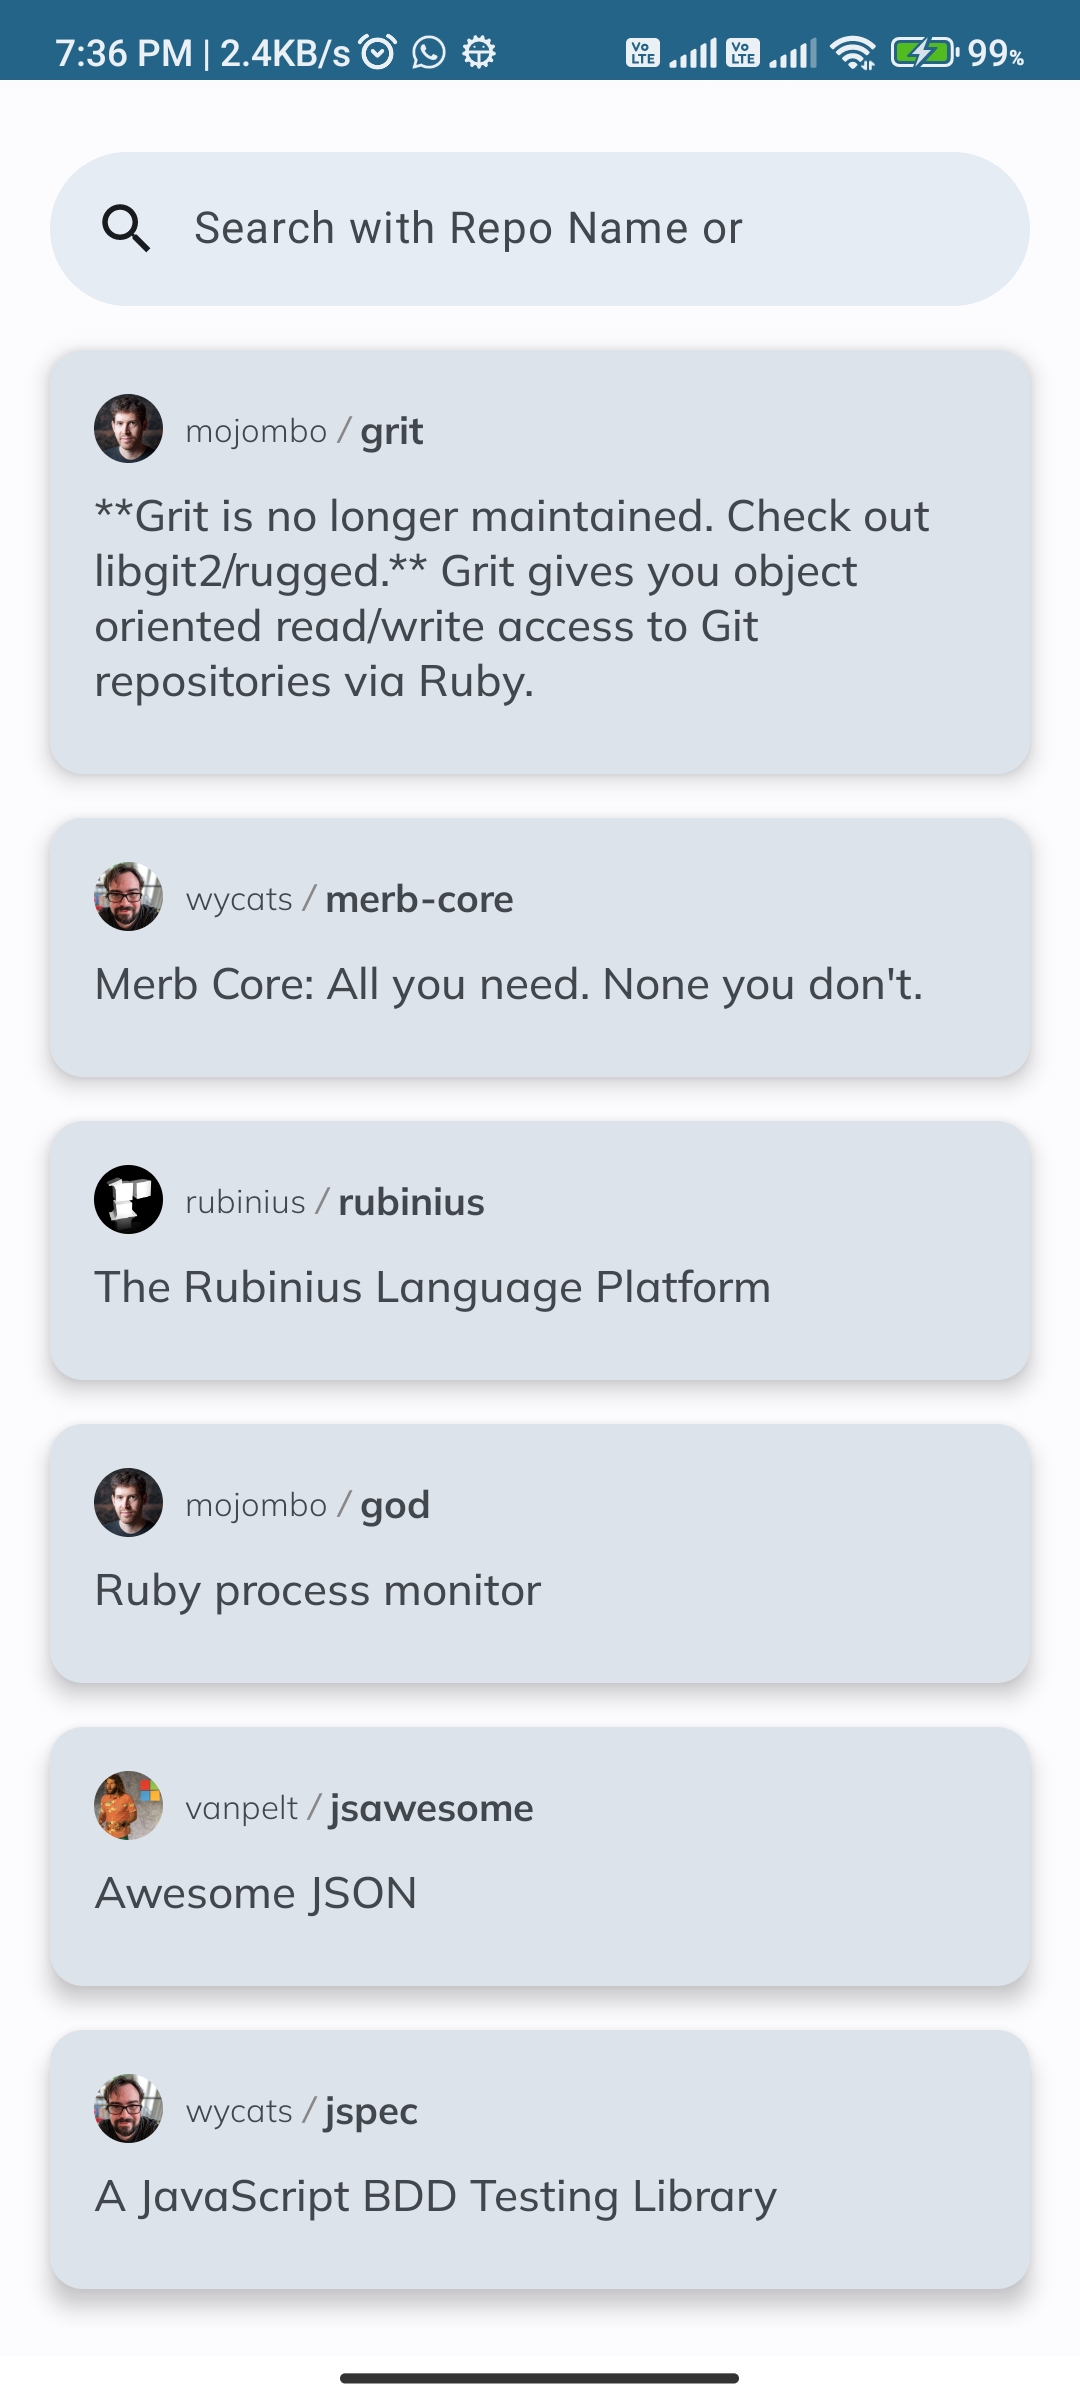 7:36 PM | 2.4KB/s Vo LTE Vo LTE 99%
Search with Repo Name or
mojombo / grit
**Grit is no longer maintained. Check out
libgit2/rugged.** Grit gives you object
oriented read/write access to Git
repositories via Ruby.
wycats / merb-core
Merb Core: All you need. None you don't.
rubinius / rubinius
The Rubinius Language Platform
mojombo / god
Ruby process monitor
vanpelt / jsawesome
Awesome JSON
wycats / jspec
A JavaScript BDD Testing Library